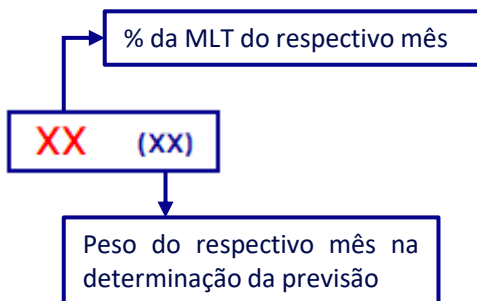 % da MLT do respectivo mês
XX (XX)
Peso do respectivo mês na
determinação da previsão